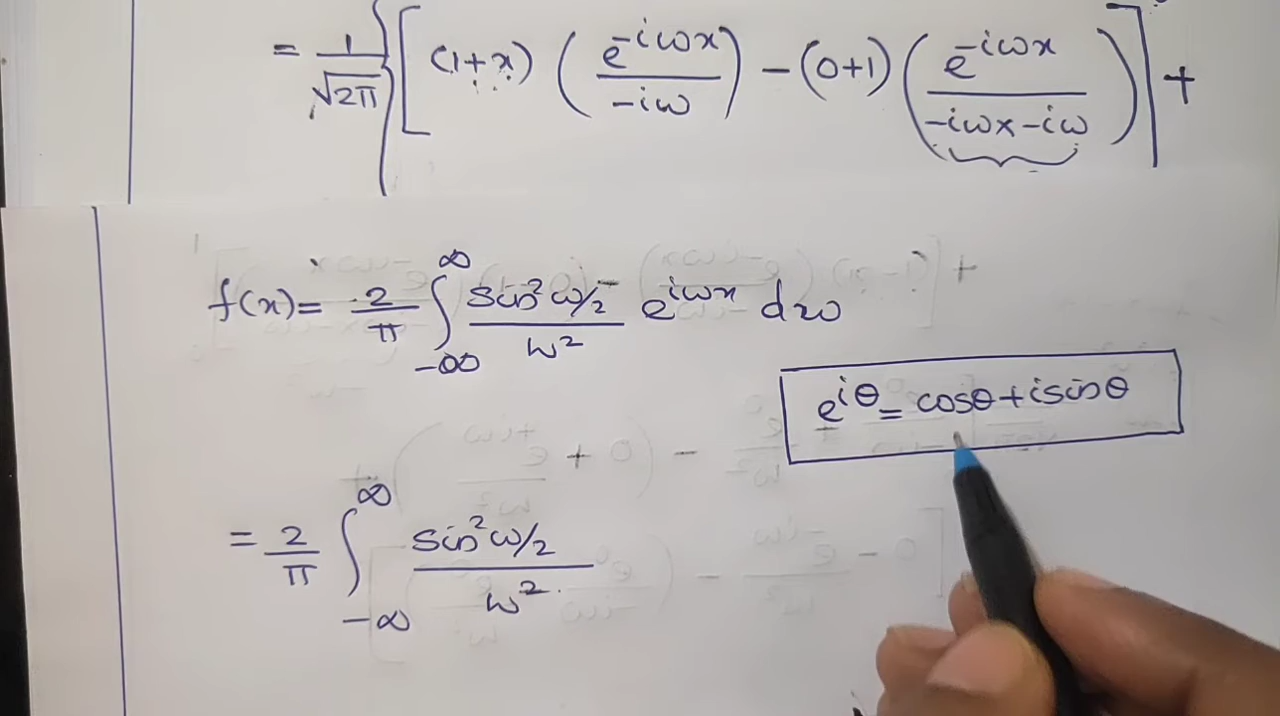 = 1/√2π { [ (1+x) ( e^-iωx / -iω ) - (0+1) ( e^-iωx / -iωx-iω ) ] +
f(x)= 2/π ∫_-∞^∞ sin²ω/2 / ω² e^iωx dω
e^iθ = cosθ+isinθ
= 2/π ∫_-∞^∞ sin²ω/2 / ω²